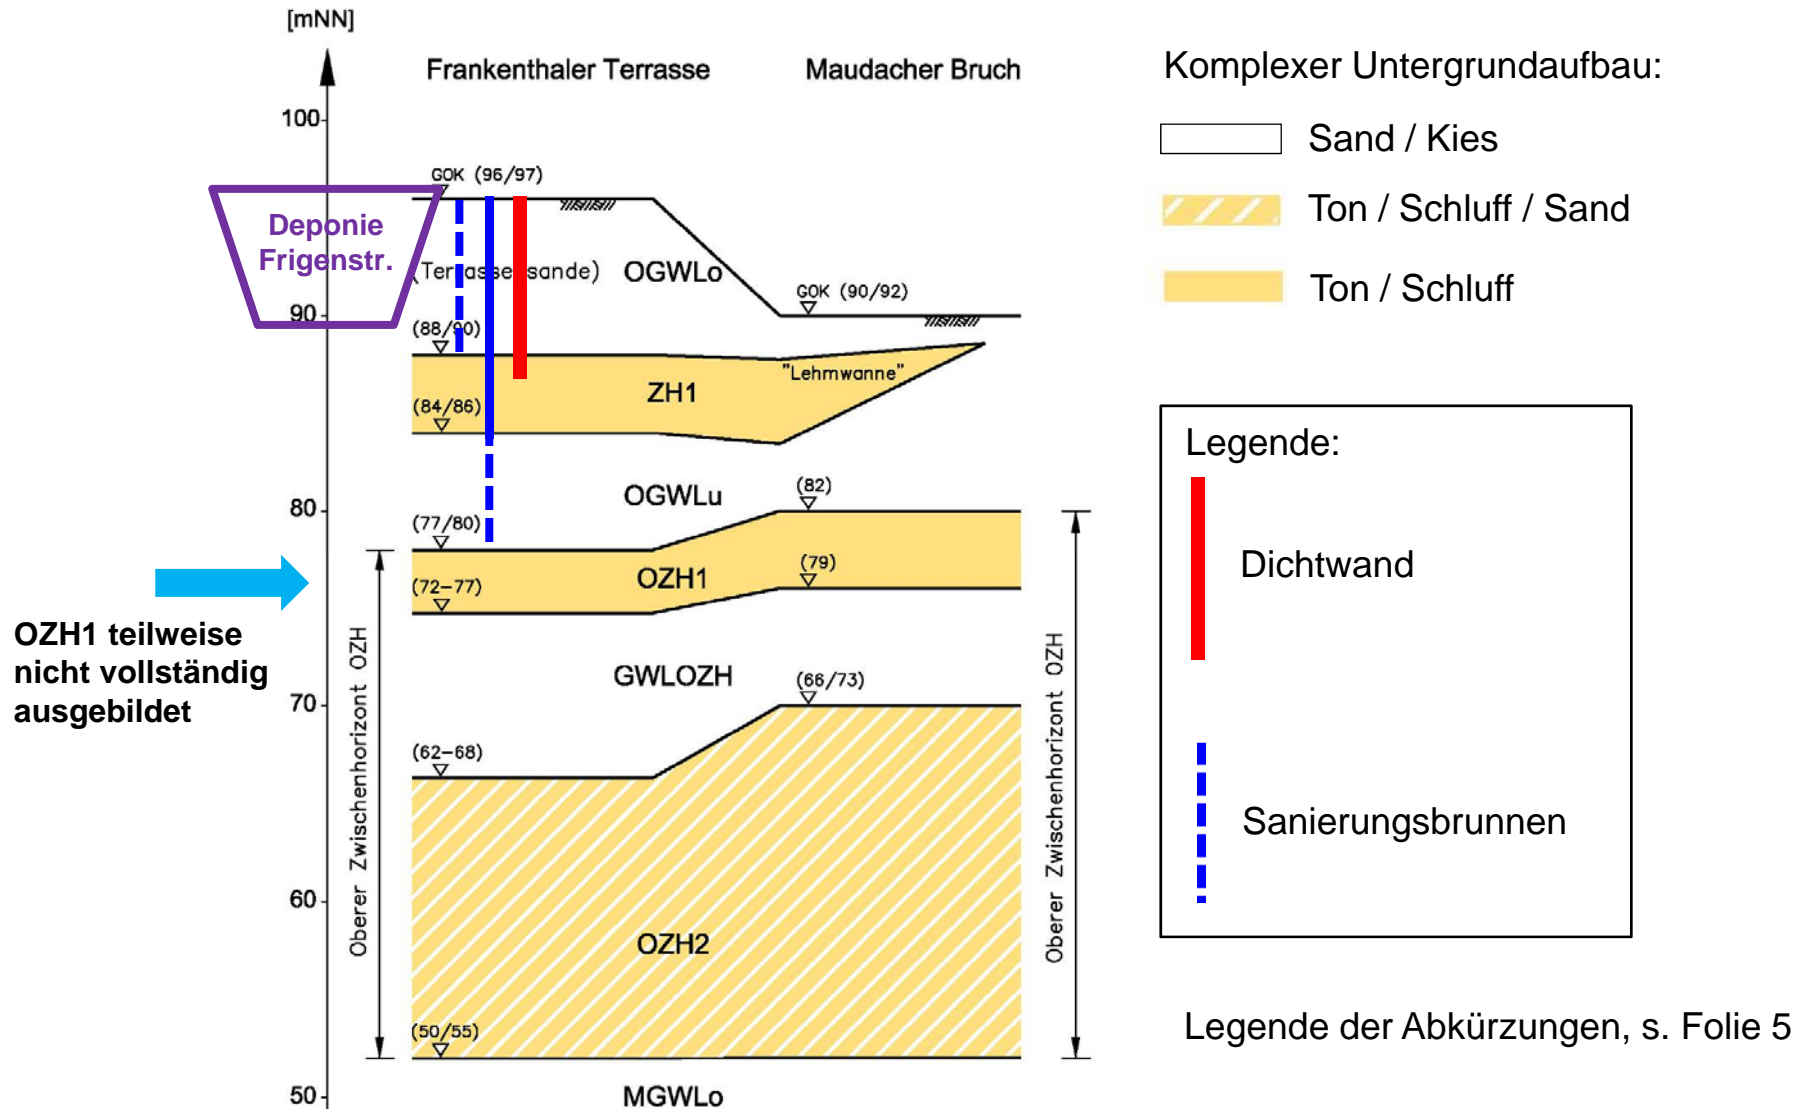 [mNN]
Frankenthaler Terrasse
Maudacher Bruch
Komplexer Untergrundaufbau:
Sand / Kies
Ton / Schluff / Sand
Ton / Schluff
100
GOK (96/97)
Deponie
Frigenstr.
(Terrassensande)
OGWLo
GOK (90/92)
90
(88/90)
"Lehmwanne"
ZH1
(84/86)
OGWLu
(82)
80
(77/80)
OZH1
(79)
(72-77)
OZH1 teilweise
nicht vollständig
ausgebildet
GWLOZH
(66/73)
70
(62-68)
Oberer Zwischenhorizont OZH
Oberer Zwischenhorizont OZH
60
OZH2
(50/55)
50
MGWLo
Legende:
Dichtwand
Sanierungsbrunnen
Legende der Abkürzungen, s. Folie 5